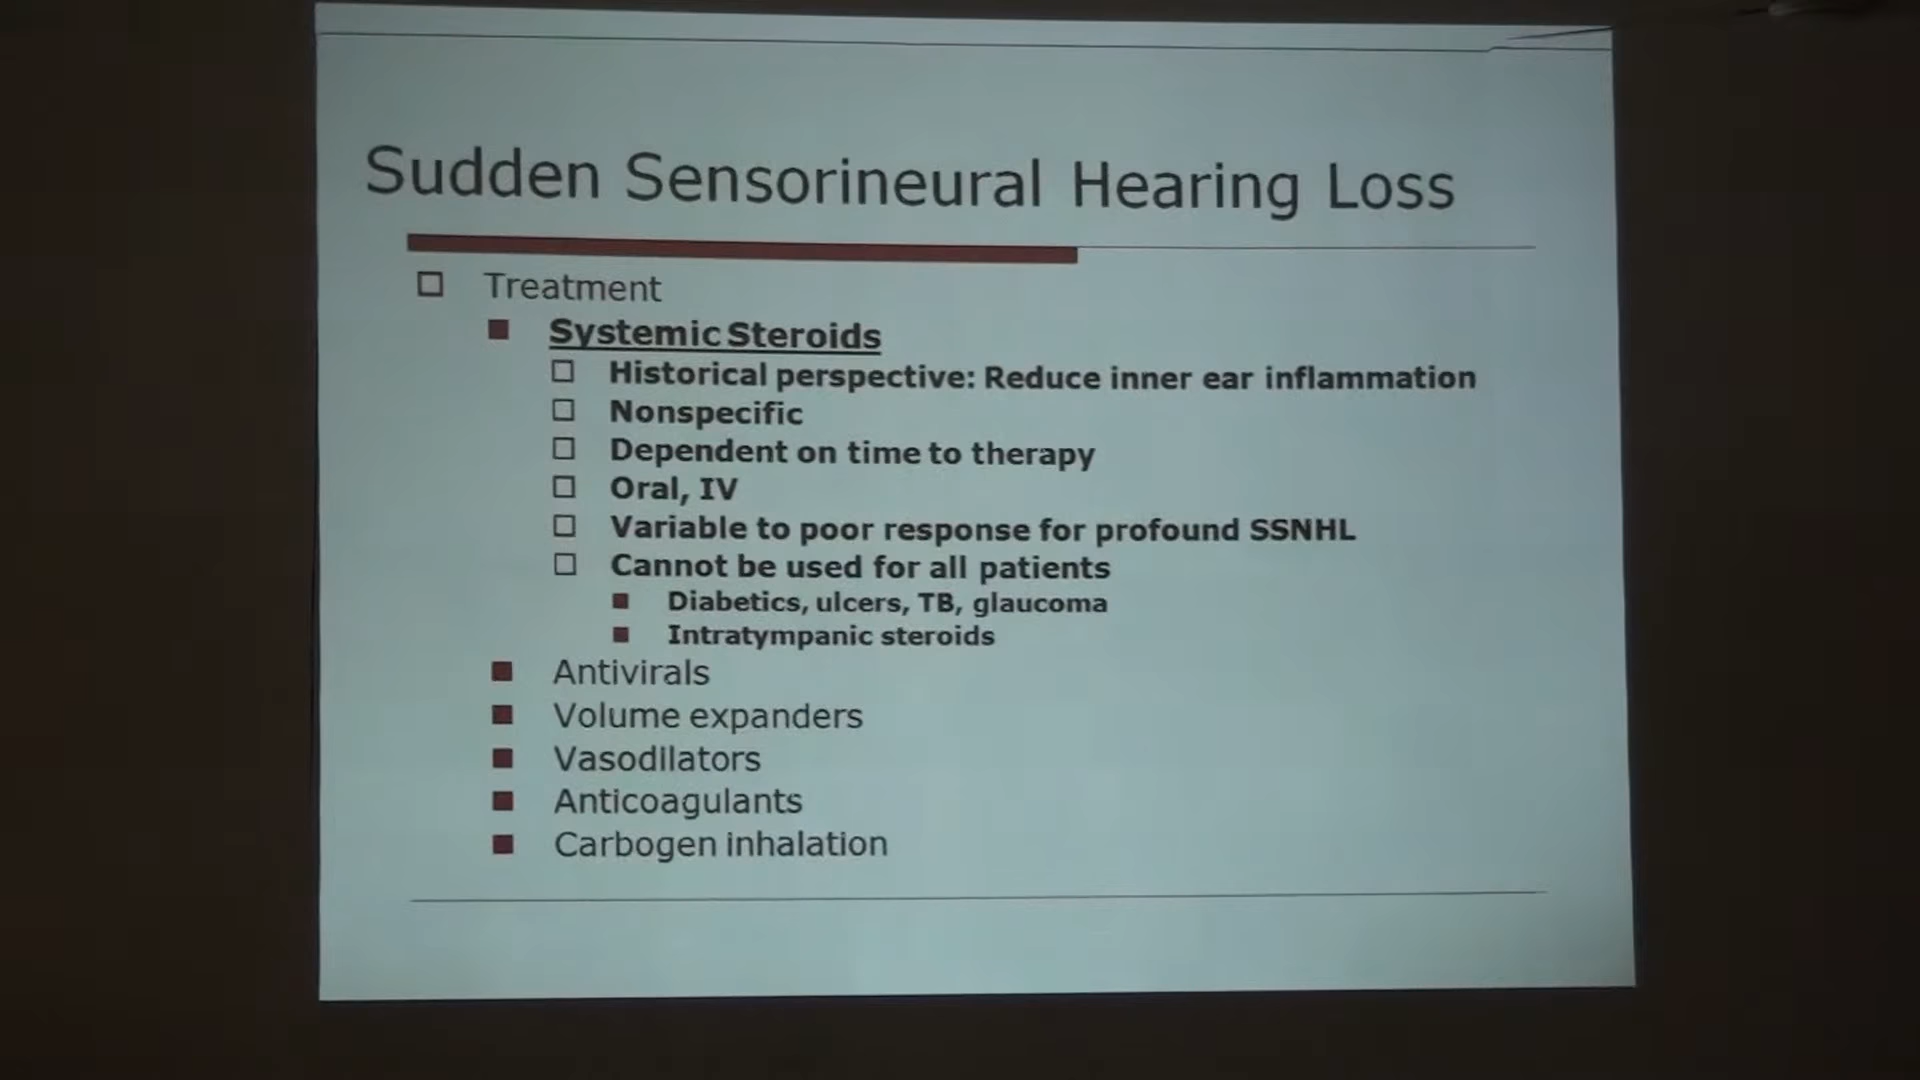 Sudden Sensorineural Hearing Loss
Treatment
Systemic Steroids
Historical perspective: Reduce inner ear inflammation
Nonspecific
Dependent on time to therapy
Oral, IV
Variable to poor response for profound SSNHL
Cannot be used for all patients
Diabetics, ulcers, TB, glaucoma
Intratympanic steroids
Antivirals
Volume expanders
Vasodilators
Anticoagulants
Carbogen inhalation